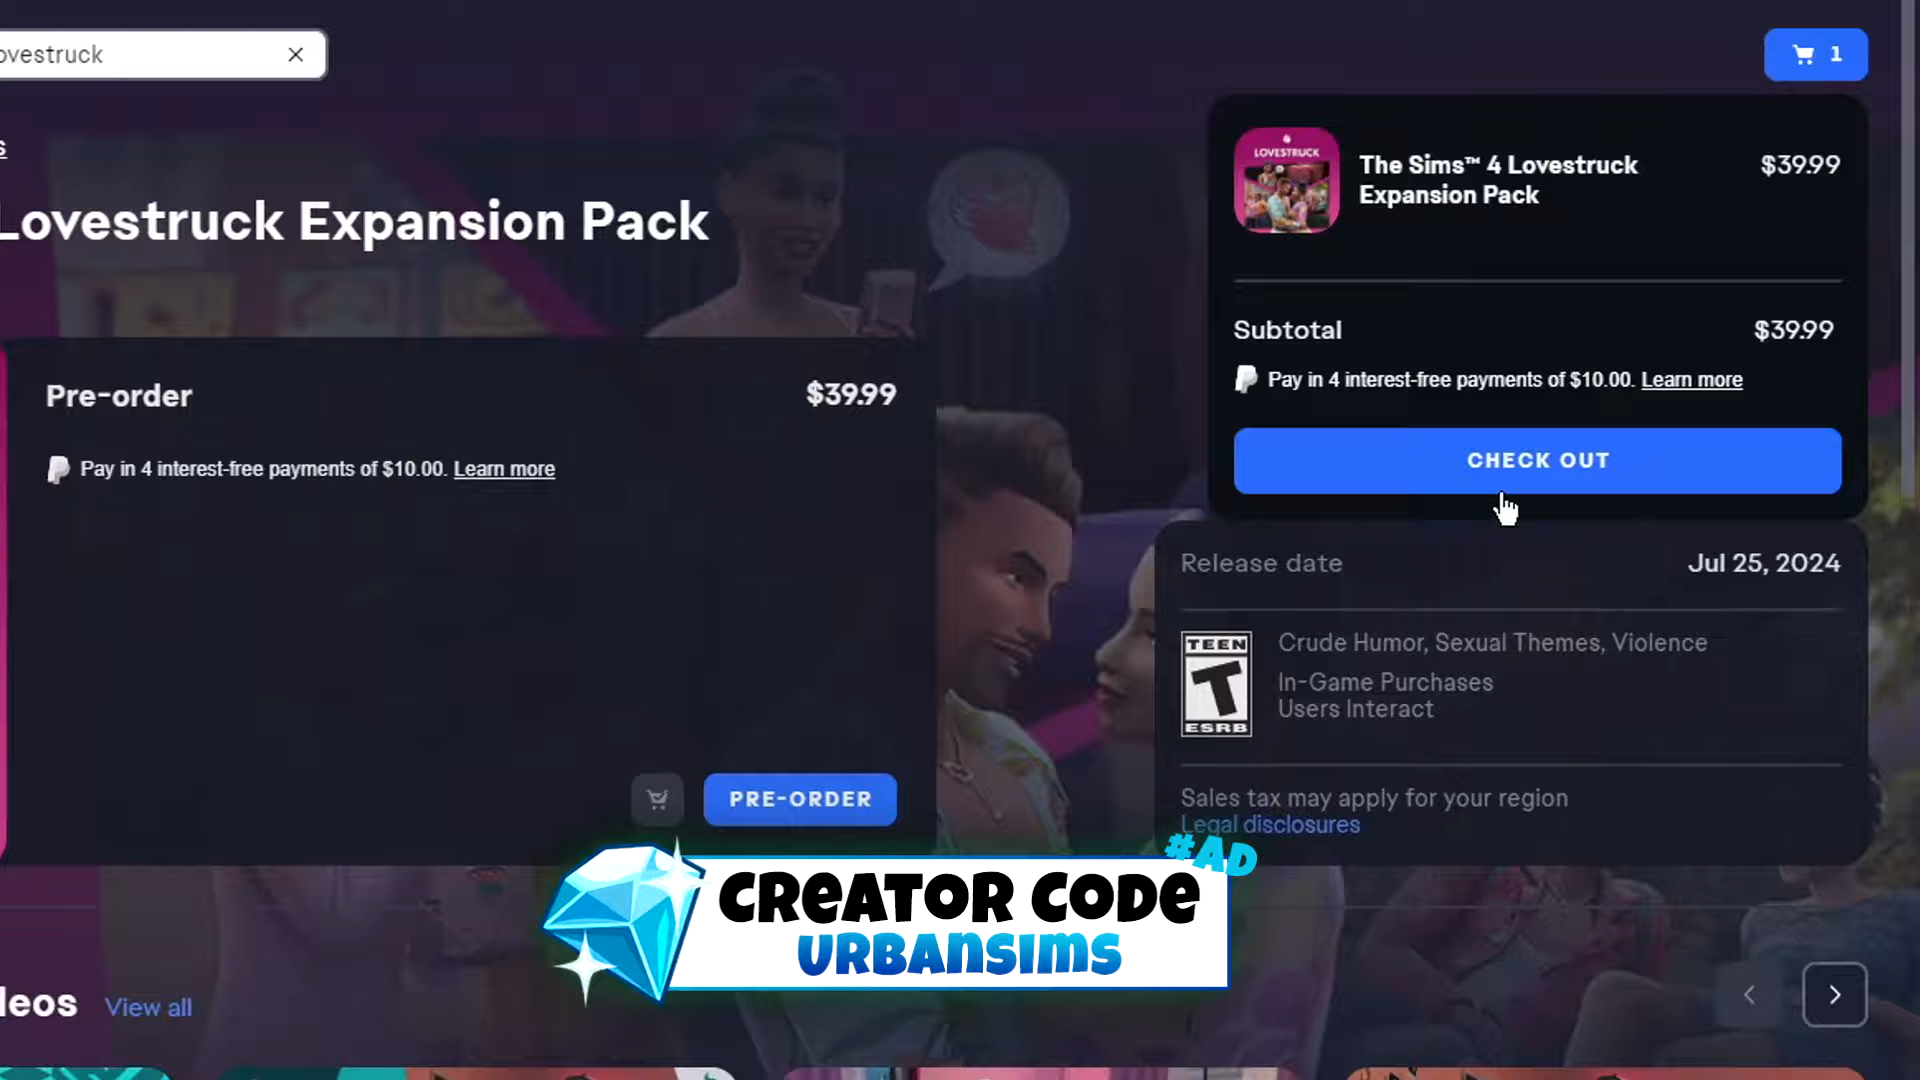 ovestruck
1
s
Lovestruck Expansion Pack
LOVESTRUCK
The Sims™ 4 Lovestruck
Expansion Pack
$39.99
Subtotal
$39.99
Pay in 4 interest-free payments of $10.00. Learn more
CHECK OUT
Pre-order
$39.99
Pay in 4 interest-free payments of $10.00. Learn more
PRE-ORDER
Release date
Jul 25, 2024
TEEN
T
ESRB
Crude Humor, Sexual Themes, Violence
In-Game Purchases
Users Interact
Sales tax may apply for your region
Legal disclosures
#AD
CREATOR CODE
URBANSIMS
deos
View all